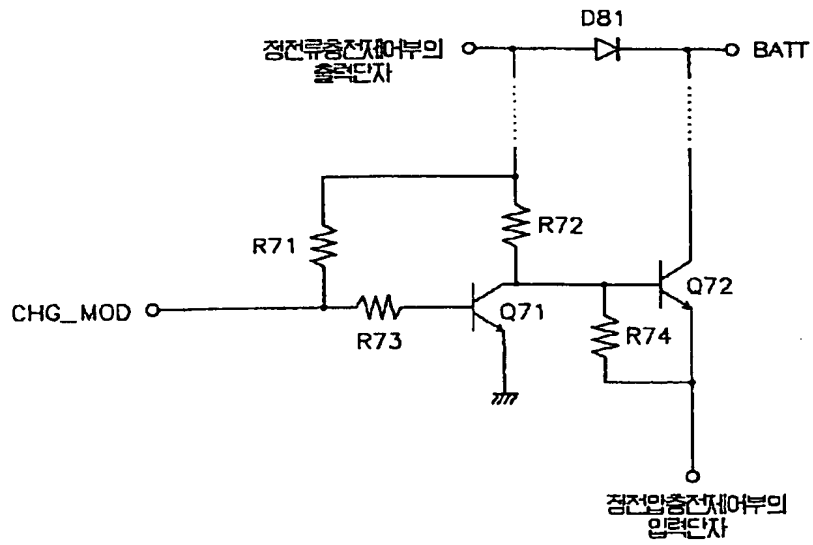 D81
정전류충전제어부의
출력단자
BATT
R71
R72
CHG_MOD
R73
Q71
Q72
R74
정전압충전제어부의
입력단자